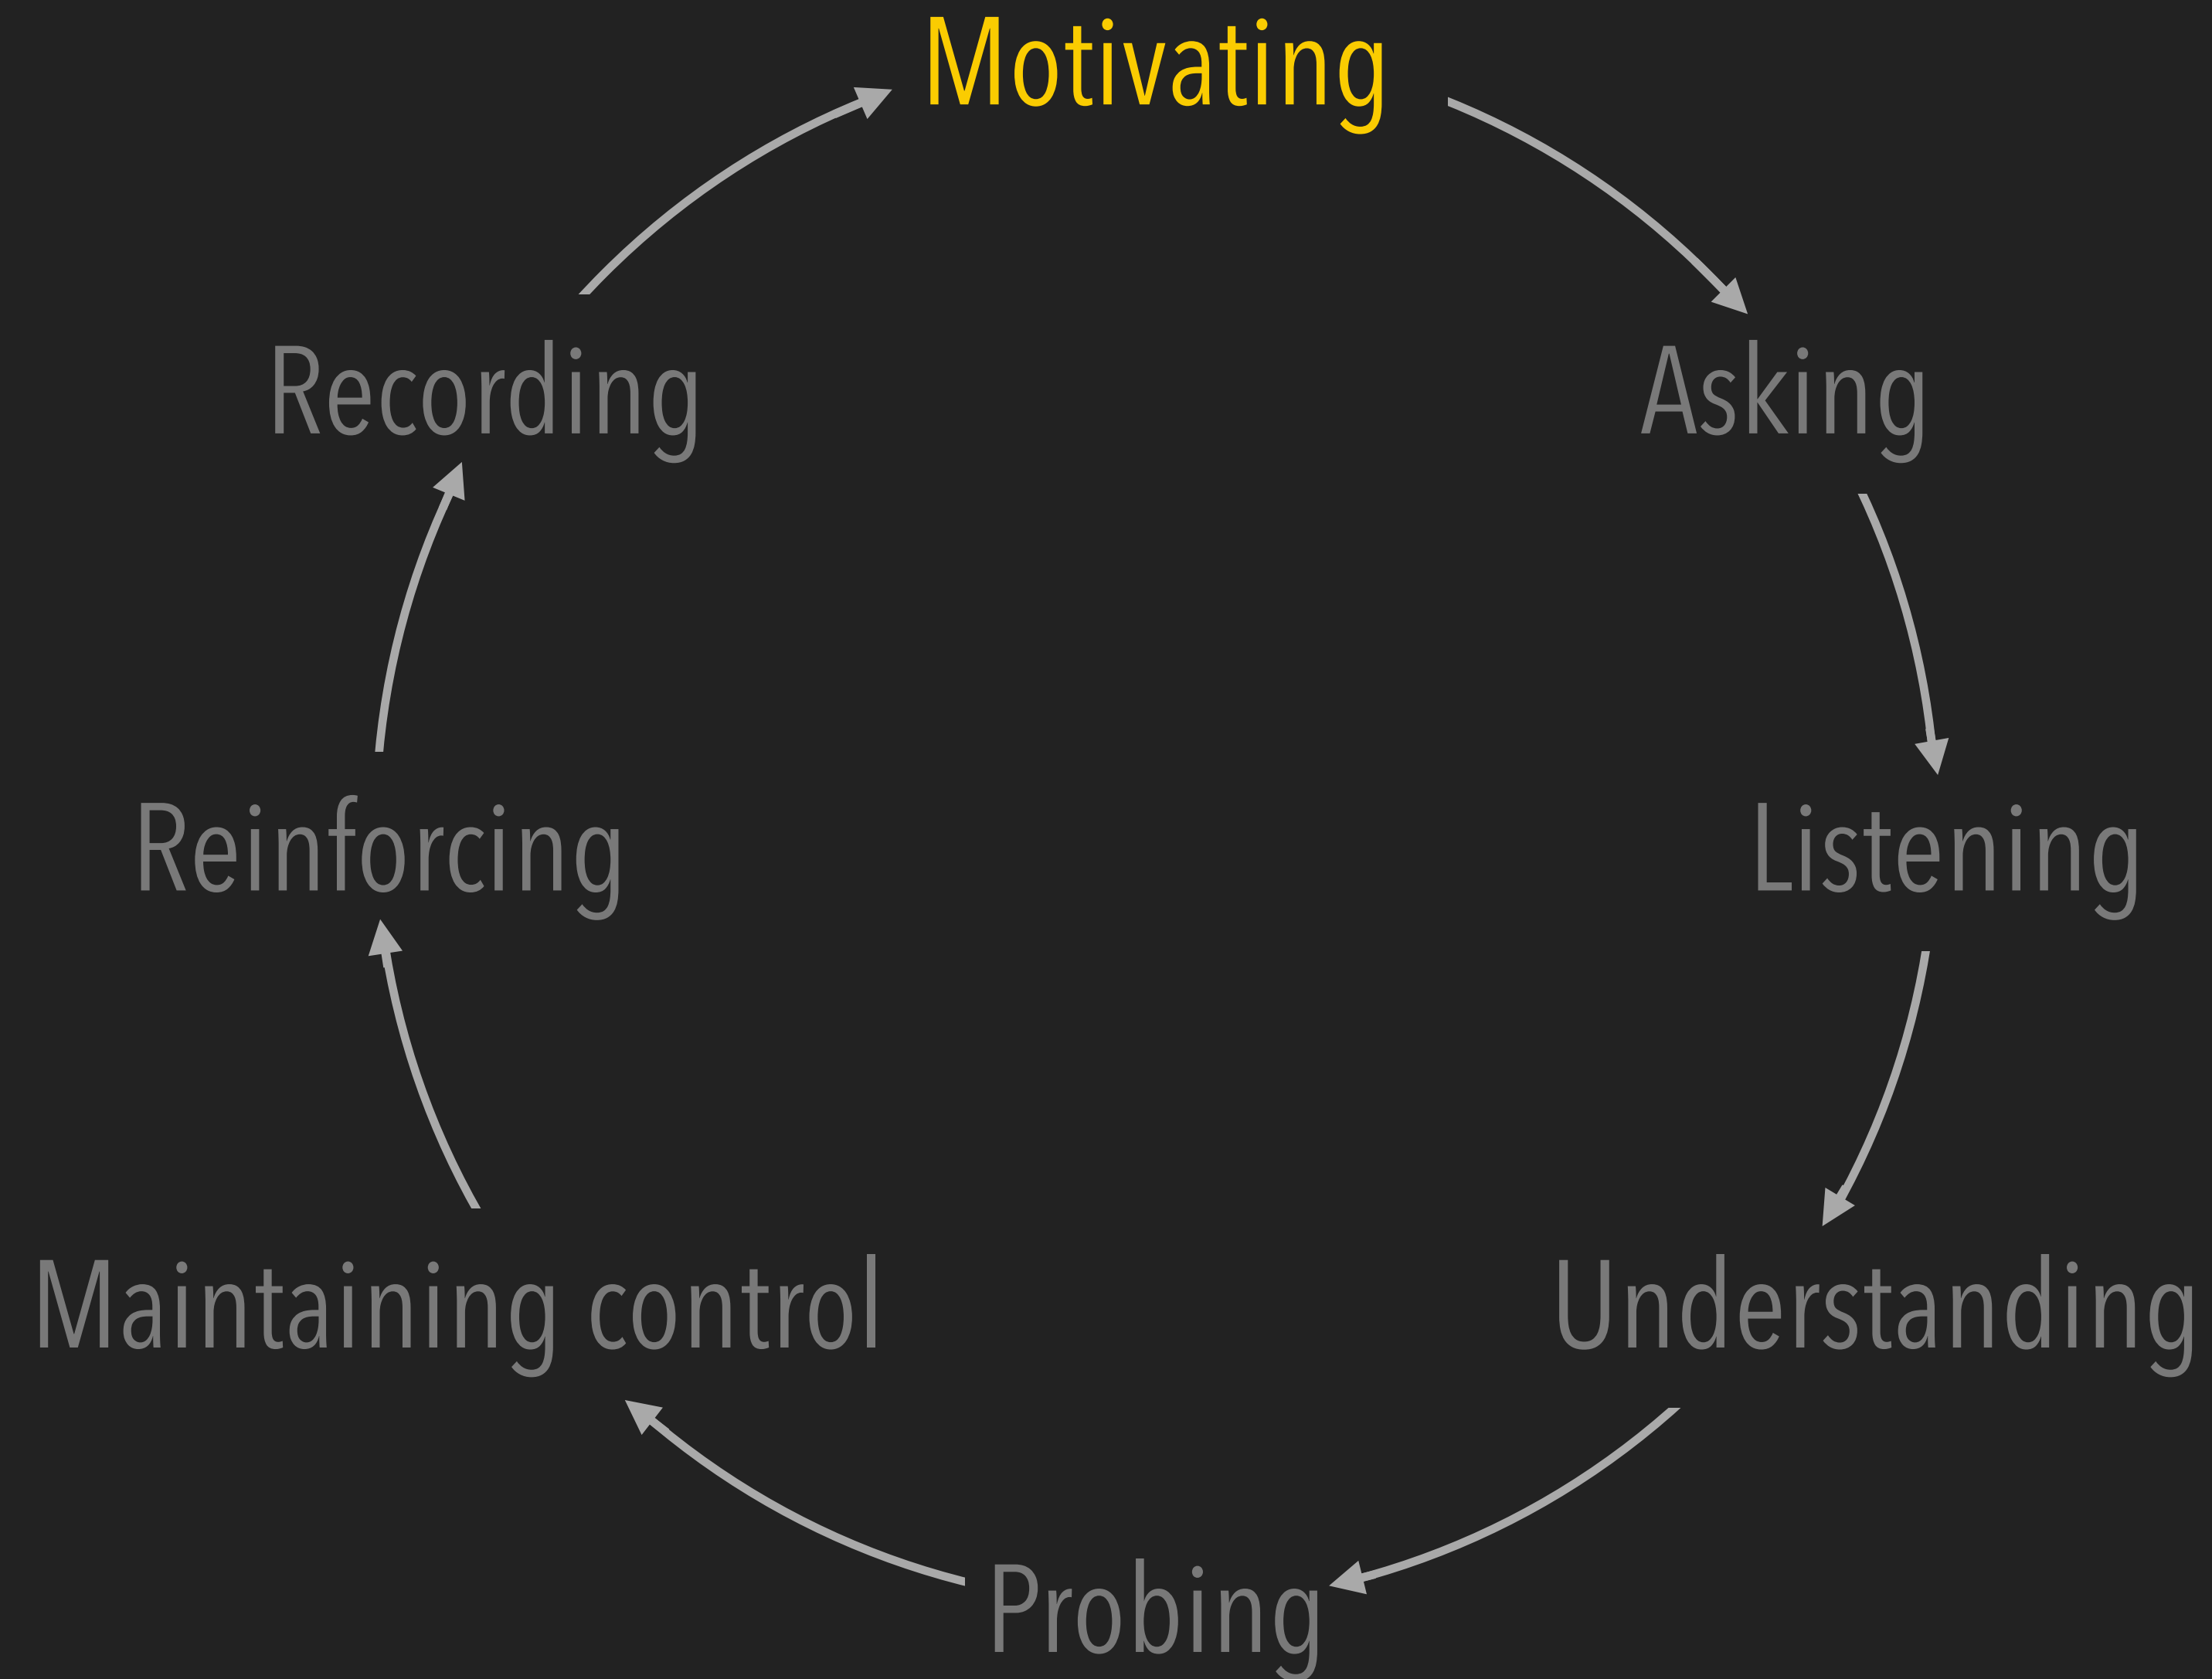 Motivating
Asking
Listening
Understanding
Probing
Maintaining control
Reinforcing
Recording